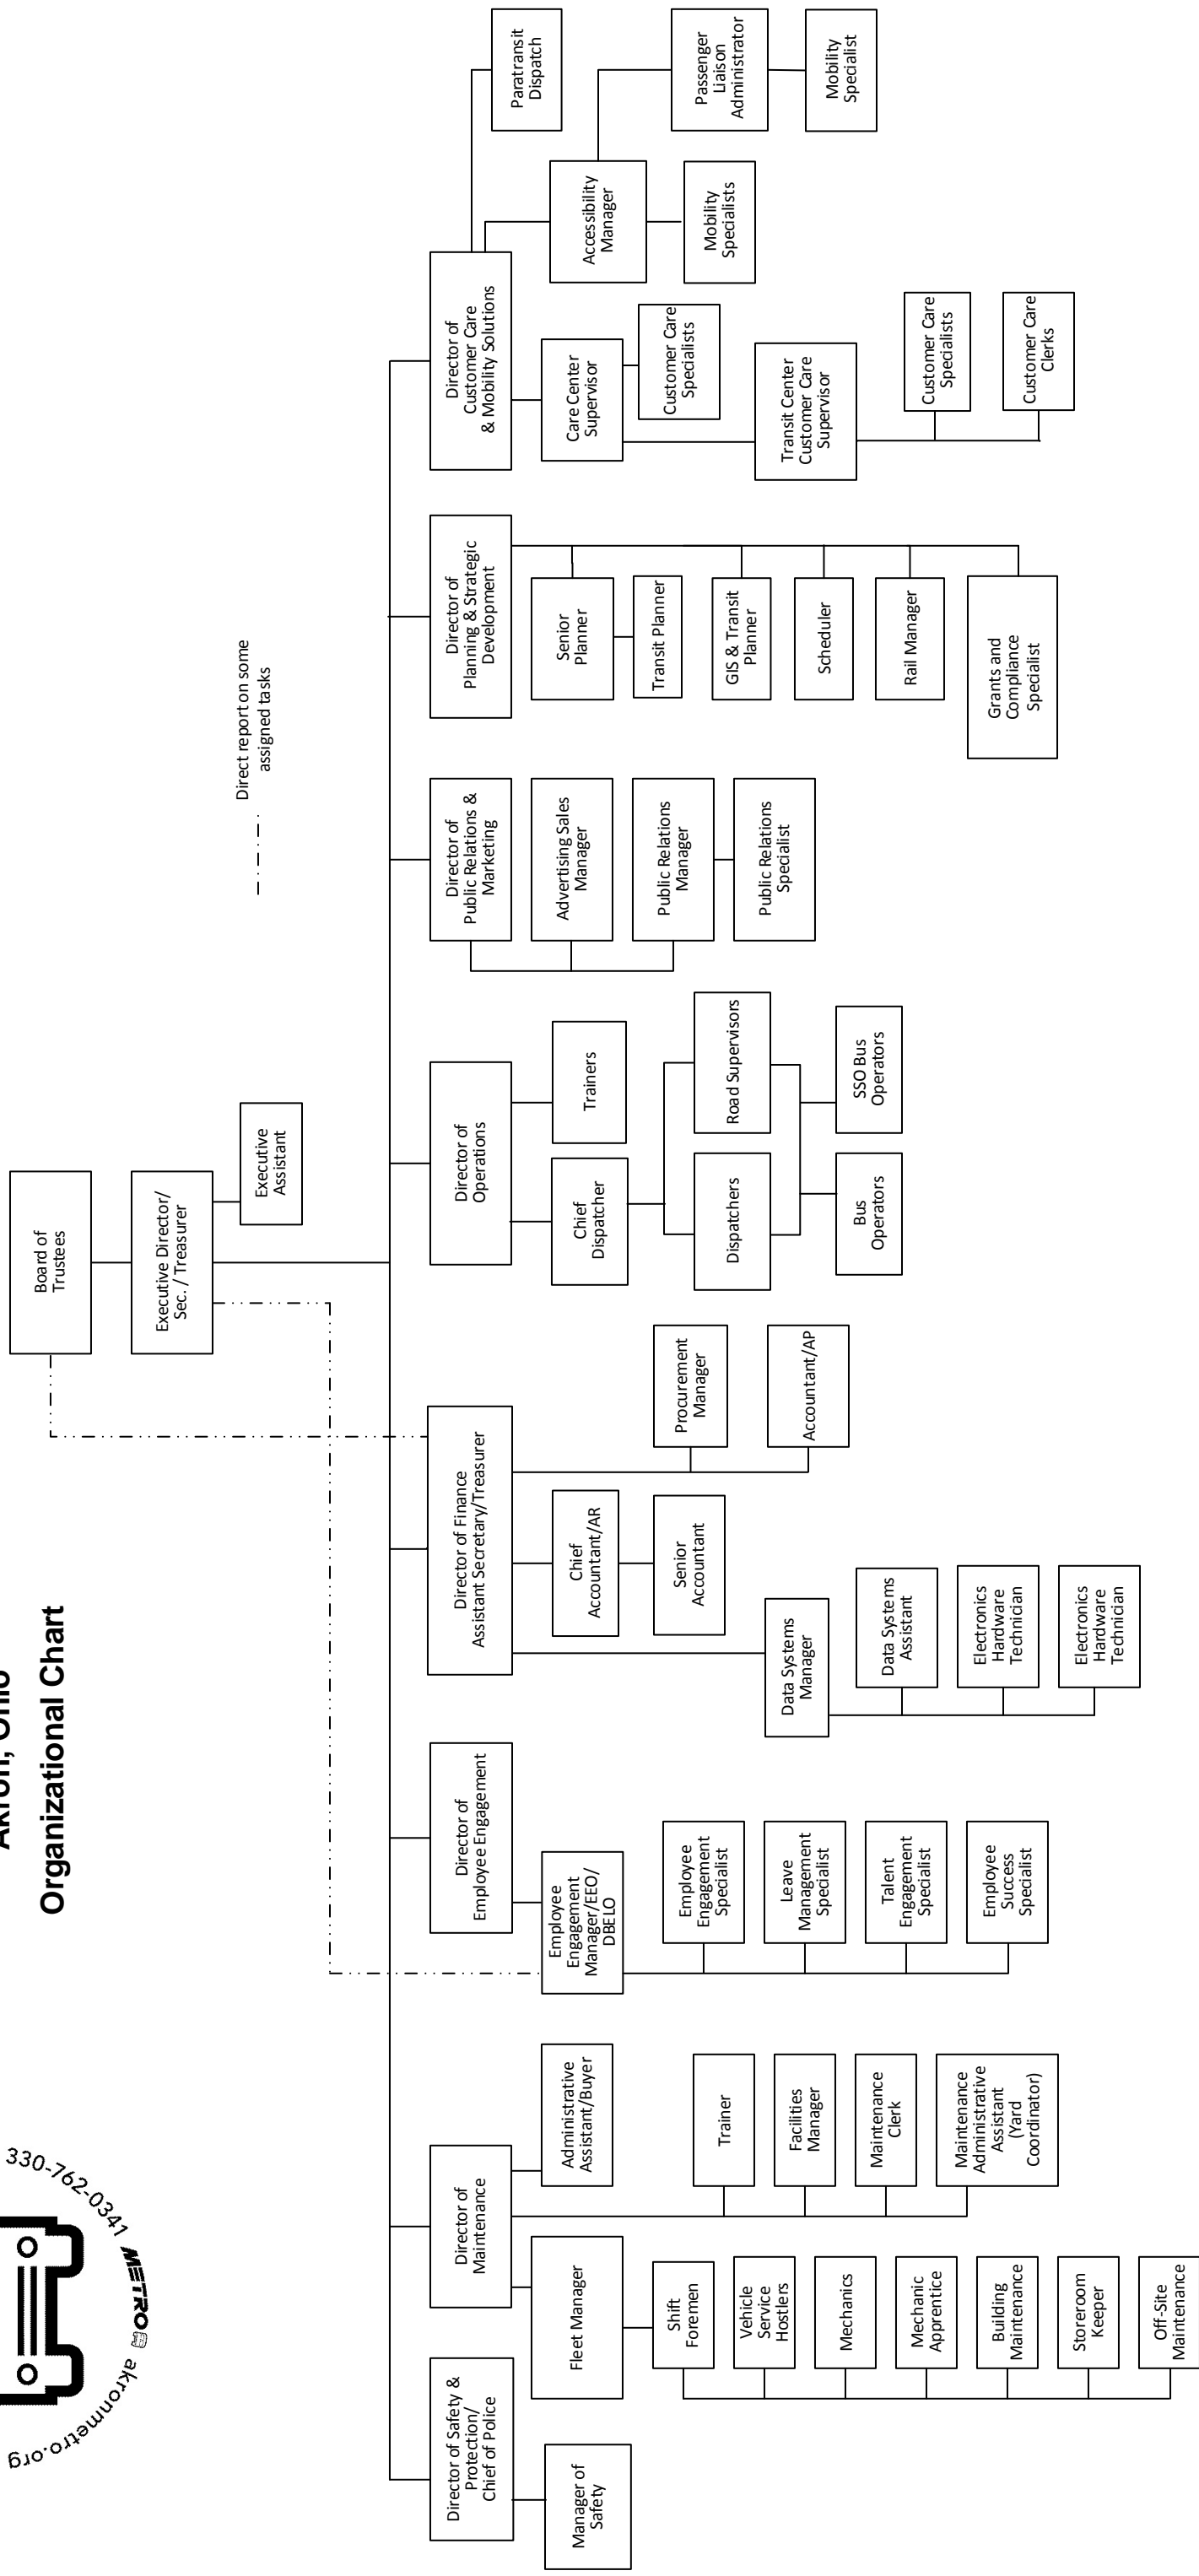 Akron, Ohio
Organizational Chart
330-762-0341 METRO akronmetro.org
Board of
Trustees
Executive Director/
Sec. / Treasurer
Executive
Assistant
Direct report on some
assigned tasks
Director of Safety &
Protection/
Chief of Police
Manager of
Safety
Director of
Maintenance
Administrative
Assistant/Buyer
Fleet Manager
Shift
Foremen
Vehicle
Service
Hostlers
Mechanics
Mechanic
Apprentice
Building
Maintenance
Storeroom
Keeper
Off-Site
Maintenance
Trainer
Facilities
Manager
Maintenance
Clerk
Maintenance
Administrative
Assistant
(Yard
Coordinator)
Director of
Employee Engagement
Employee
Engagement
Manager/EEO/
DBELO
Employee
Engagement
Specialist
Leave
Management
Specialist
Talent
Engagement
Specialist
Employee
Success
Specialist
Director of Finance
Assistant Secretary/Treasurer
Chief
Accountant/AR
Senior
Accountant
Data Systems
Manager
Data Systems
Assistant
Electronics
Hardware
Technician
Electronics
Hardware
Technician
Procurement
Manager
Accountant/AP
Director of
Operations
Chief
Dispatcher
Trainers
Dispatchers
Road Supervisors
Bus
Operators
SSO Bus
Operators
Director of
Public Relations &
Marketing
Advertising Sales
Manager
Public Relations
Manager
Public Relations
Specialist
Director of
Planning & Strategic
Development
Senior
Planner
Transit Planner
GIS & Transit
Planner
Scheduler
Rail Manager
Grants and
Compliance
Specialist
Director of
Customer Care
& Mobility Solutions
Care Center
Supervisor
Customer Care
Specialists
Transit Center
Customer Care
Supervisor
Customer Care
Specialists
Customer Care
Clerks
Accessibility
Manager
Mobility
Specialists
Paratransit
Dispatch
Passenger
Liaison
Administrator
Mobility
Specialist